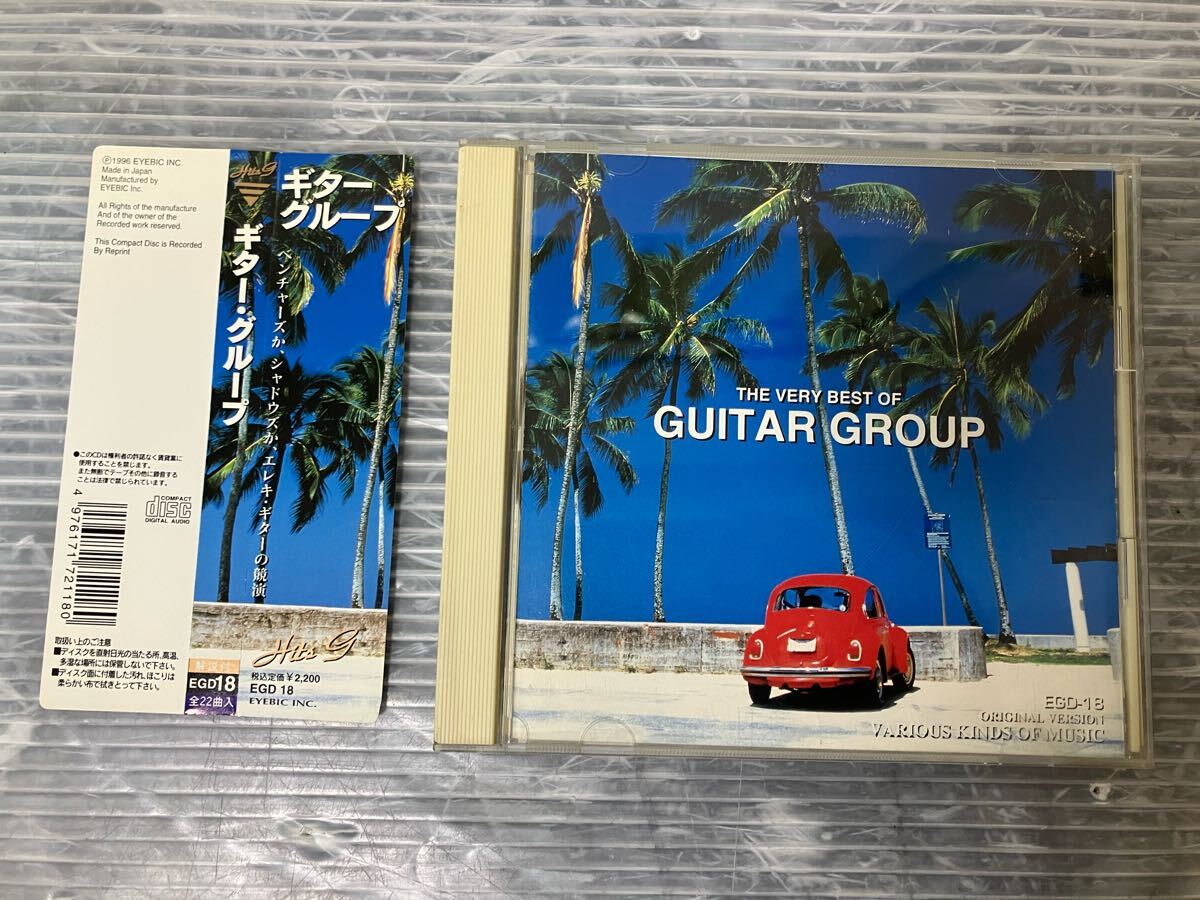 ℗1996 EYEBIC INC.
Made in Japan
Manufactured by
EYEBIC Inc.
All Rights of the manufacture
And of the owner of the
Recorded work reserved.
This Compact Disc is Recorded
By Reprint
●このCDは権利者の許諾なく賃貸業に
使用することを禁じます。
また無断でテープその他に録音する
ことは法律で禁じられています。
COMPACT
disc
DIGITAL AUDIO
4 976171 721180
取扱い上のご注意
■ディスクを直射日光の当たる所、高温、
多湿な場所には保管しないで下さい。
■ディスク面に付着した汚れ、ほこりは
柔らかい布で拭きとって下さい。
Hits G
ギター・グループ
解説付
EGD18
全22曲入
ギター
グループ
ベンチャーズか、シャドウズかエレキ・ギターの競演
Hits G
税込定価¥2,200
EGD 18
EYEBIC INC.
THE VERY BEST OF
GUITAR GROUP
EGD-18
ORIGINAL VERSION
VARIOUS KINDS OF MUSIC